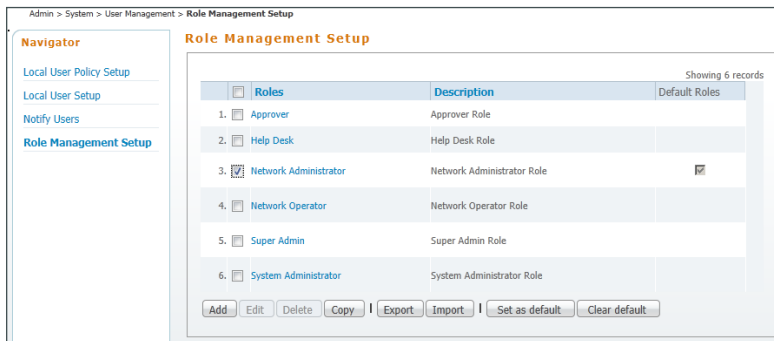 Admin > System > User Management > Role Management Setup
Navigator
Local User Policy Setup
Local User Setup
Notify Users
Role Management Setup
Role Management Setup
Showing 6 records
Roles Description Default Roles
1. Approver Approver Role
2. Help Desk Help Desk Role
3. Network Administrator Network Administrator Role
4. Network Operator Network Operator Role
5. Super Admin Super Admin Role
6. System Administrator System Administrator Role
Add Edit Delete Copy | Export Import | Set as default Clear default